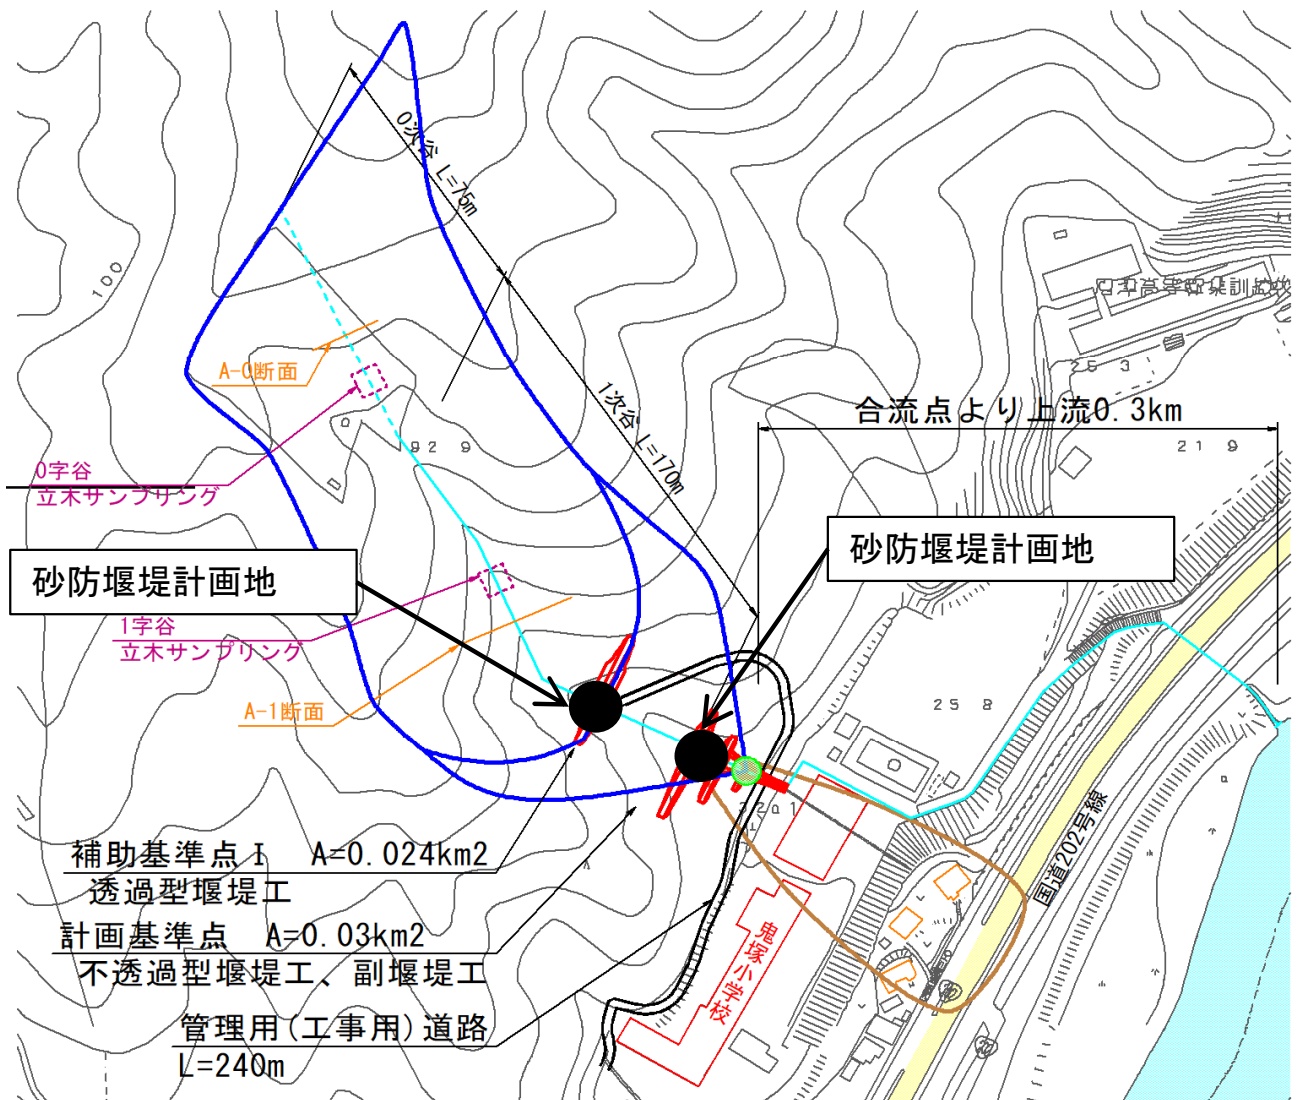 0次谷 L=75m
100
A-0断面
1次谷 L=170m
25 3
合流点より上流0.3km
21 9
92 9
0字谷
立木サンプリング
砂防堰堤計画地
砂防堰堤計画地
1字谷
立木サンプリング
A-1断面
25 8
補助基準点Ⅰ A=0.024km2
透過型堰堤工
計画基準点 A=0.03km2
不透過型堰堤工、副堰堤工
管理用(工事用)道路
L=240m
鬼塚小学校
国道202号線